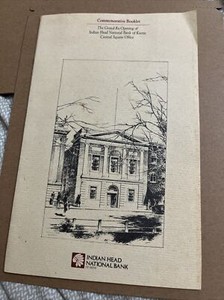 Commemorative Booklet
The Grand Re-Opening of
Indian Head National Bank of Keene
Central Square Office
INDIAN HEAD
NATIONAL BANK